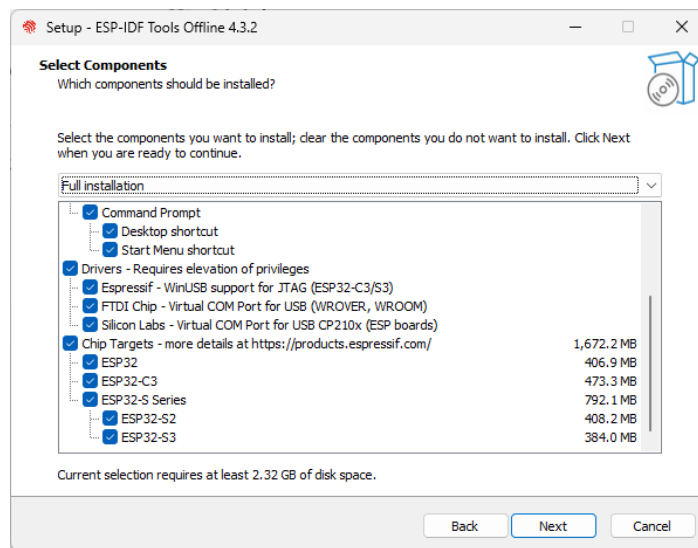 Setup - ESP-IDF Tools Offline 4.3.2
Select Components
Which components should be installed?
Select the components you want to install; clear the components you do not want to install. Click Next
when you are ready to continue.
Full installation
Command Prompt
Desktop shortcut
Start Menu shortcut
Drivers - Requires elevation of privileges
Espressif - WinUSB support for JTAG (ESP32-C3/S3)
FTDI Chip - Virtual COM Port for USB (WROVER, WROOM)
Silicon Labs - Virtual COM Port for USB CP210x (ESP boards)
Chip Targets - more details at https://products.espressif.com/ 1,672.2 MB
ESP32 406.9 MB
ESP32-C3 473.3 MB
ESP32-S Series 792.1 MB
ESP32-S2 408.2 MB
ESP32-S3 384.0 MB
Current selection requires at least 2.32 GB of disk space.
Back Next Cancel